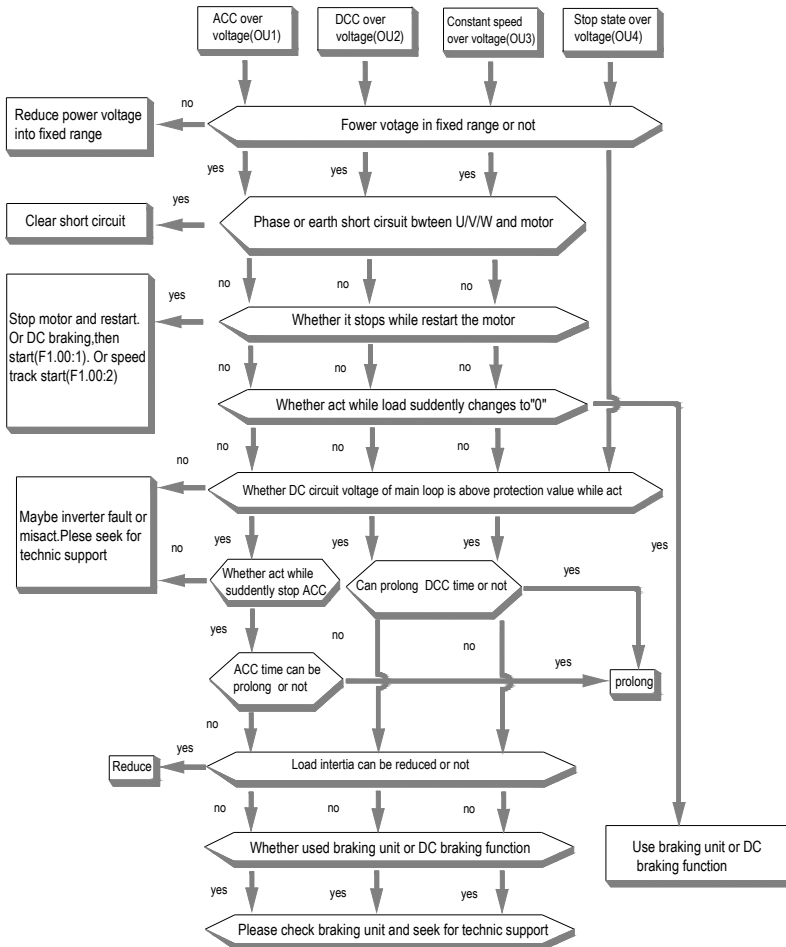 ACC over
voltage(OU1)
DCC over
voltage(OU2)
Constant speed
over voltage(OU3)
Stop state over
voltage(OU4)
no
Reduce power voltage
into fixed range
Fower votage in fixed range or not
yes
yes
yes
yes
Clear short circuit
Phase or earth short circuit bwteen U/V/W and motor
no
no
no
yes
Stop motor and restart.
Or DC braking,then
start(F1.00:1). Or speed
track start(F1.00:2)
Whether it stops while restart the motor
no
no
no
Whether act while load suddently changes to"0"
no
no
no
no
Whether DC circuit voltage of main loop is above protection value while act
Maybe inverter fault or
misact.Plese seek for
technic support
yes
yes
yes
yes
no
Whether act while
suddently stop ACC
Can prolong DCC time or not
yes
yes
no
no
ACC time can be
prolong or not
yes
prolong
no
yes
Reduce
Load intertia can be reduced or not
no
no
no
Whether used braking unit or DC braking function
Use braking unit or DC
braking function
yes
yes
yes
Please check braking unit and seek for technic support